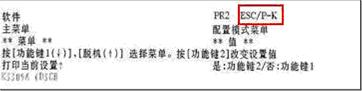 软件 PR2 ESC/P-K
主菜单 配置模式菜单
** 菜单 ** ** 值 **
按[功能键1(↓)],[脱机(↑)] 选择菜单。按[功能键2]改变设置值
打印当前设置? 是:功能键2/否:功能键1